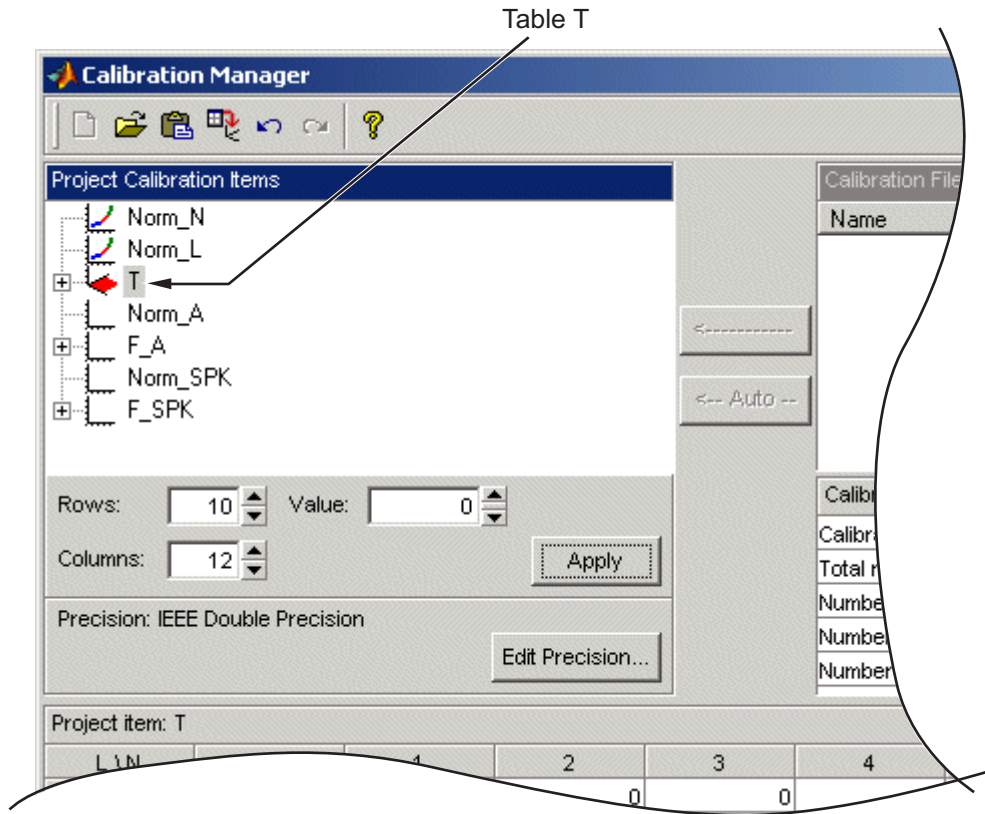 Table T
Calibration Manager
Project Calibration Items
Norm_N
Norm_L
T
Norm_A
F_A
Norm_SPK
F_SPK
<-----------
<-- Auto --
Calibration File
Name
Rows: 10 Value: 0
Columns: 12 Apply
Precision: IEEE Double Precision
Edit Precision...
Project item: T
L \ N 1 2 3 4
0 0